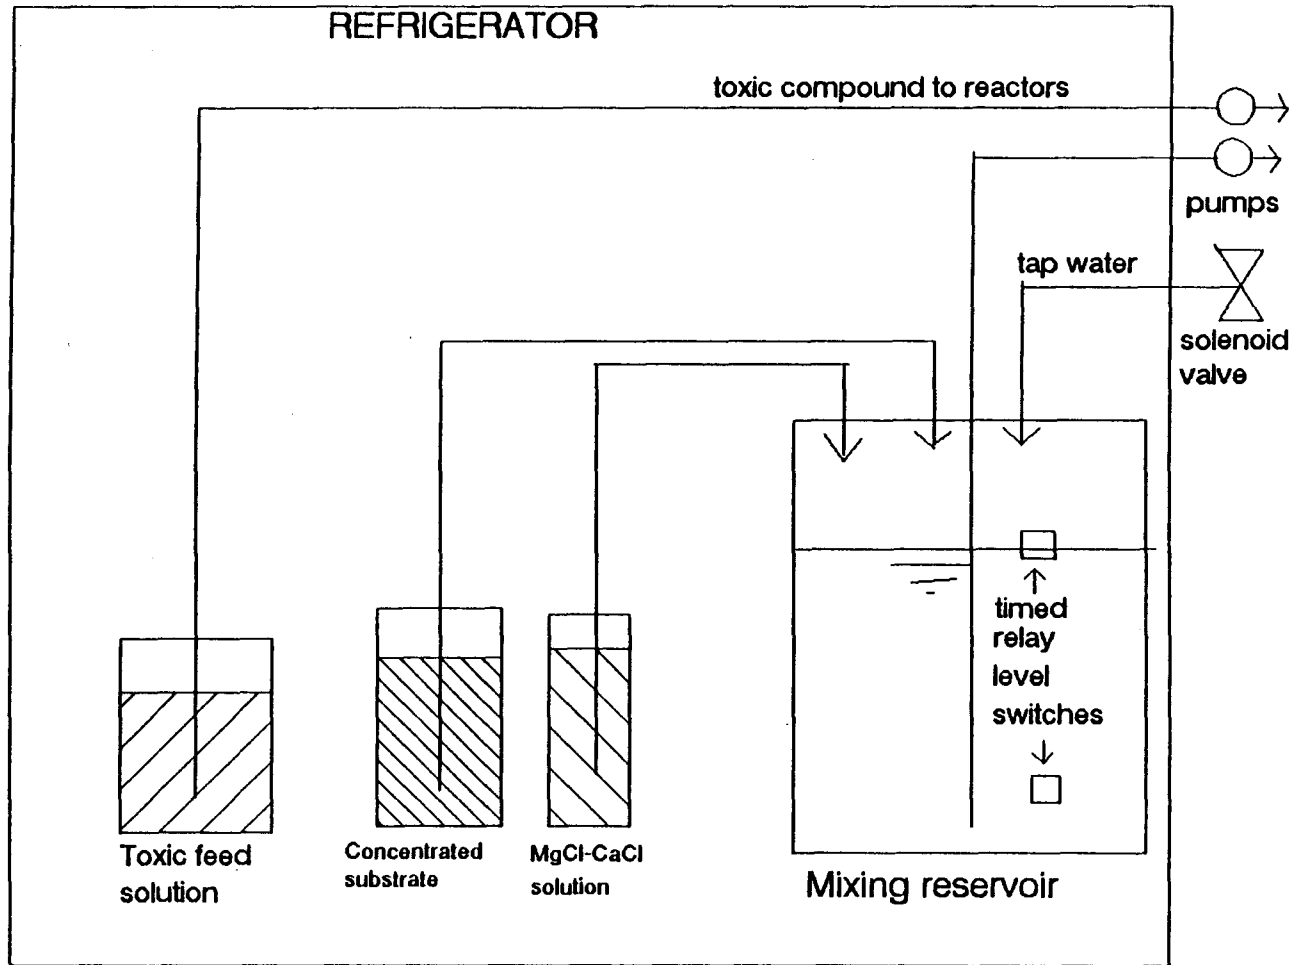 REFRIGERATOR
toxic compound to reactors
pumps
tap water
solenoid
valve
timed
relay
level
switches
Toxic feed
solution
Concentrated
substrate
MgCl-CaCl
solution
Mixing reservoir